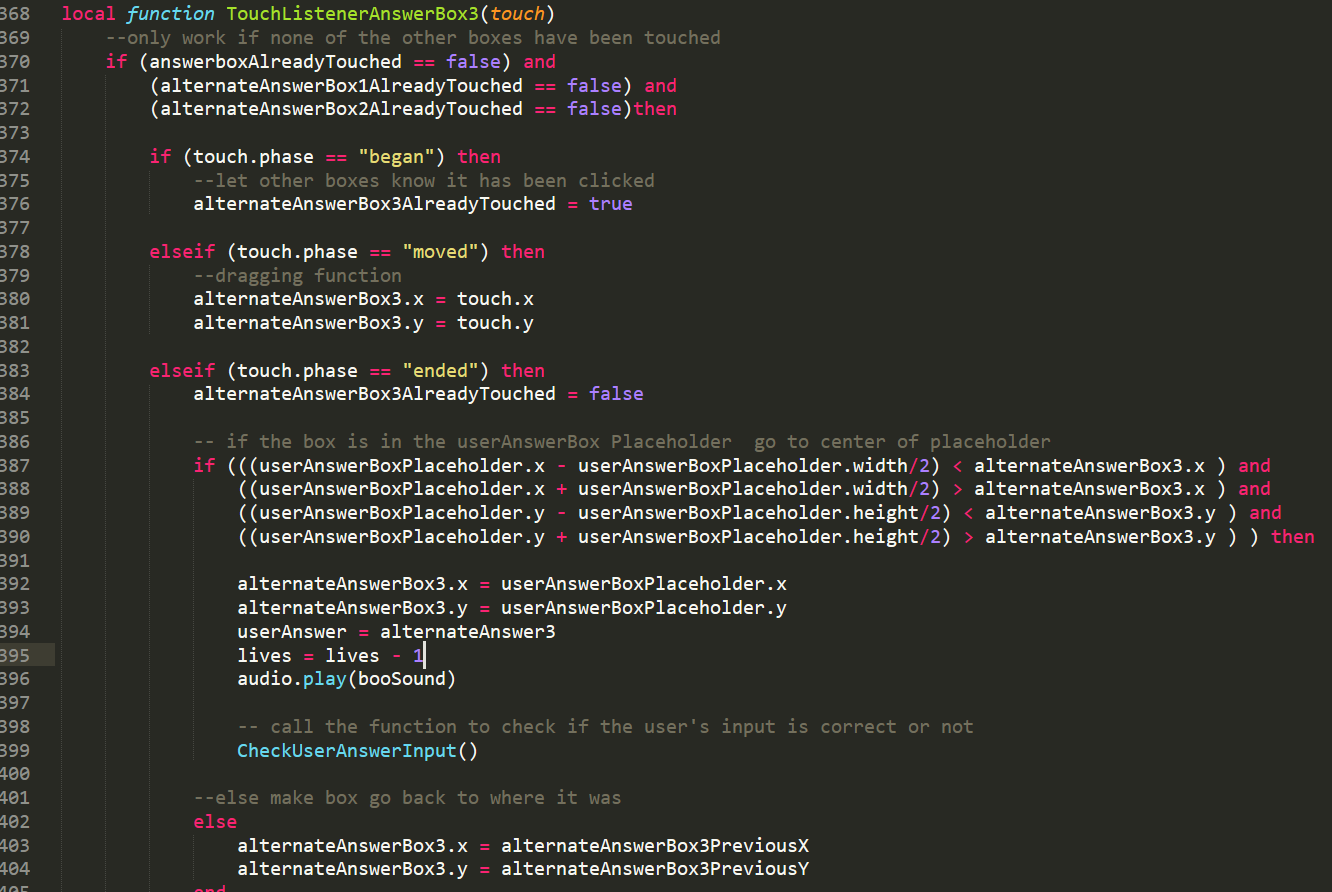 368 local function TouchListenerAnswerBox3(touch)
369 --only work if none of the other boxes have been touched
370 if (answerboxAlreadyTouched == false) and
371 (alternateAnswerBox1AlreadyTouched == false) and
372 (alternateAnswerBox2AlreadyTouched == false)then
373
374 if (touch.phase == "began") then
375 --let other boxes know it has been clicked
376 alternateAnswerBox3AlreadyTouched = true
377
378 elseif (touch.phase == "moved") then
379 --dragging function
380 alternateAnswerBox3.x = touch.x
381 alternateAnswerBox3.y = touch.y
382
383 elseif (touch.phase == "ended") then
384 alternateAnswerBox3AlreadyTouched = false
385
386 -- if the box is in the userAnswerBox Placeholder  go to center of placeholder
387 if (((userAnswerBoxPlaceholder.x - userAnswerBoxPlaceholder.width/2) < alternateAnswerBox3.x ) and
388 ((userAnswerBoxPlaceholder.x + userAnswerBoxPlaceholder.width/2) > alternateAnswerBox3.x ) and
389 ((userAnswerBoxPlaceholder.y - userAnswerBoxPlaceholder.height/2) < alternateAnswerBox3.y ) and
390 ((userAnswerBoxPlaceholder.y + userAnswerBoxPlaceholder.height/2) > alternateAnswerBox3.y ) ) then
391
392 alternateAnswerBox3.x = userAnswerBoxPlaceholder.x
393 alternateAnswerBox3.y = userAnswerBoxPlaceholder.y
394 userAnswer = alternateAnswer3
395 lives = lives - 1
396 audio.play(booSound)
397
398 -- call the function to check if the user's input is correct or not
399 CheckUserAnswerInput()
400
401 --else make box go back to where it was
402 else
403 alternateAnswerBox3.x = alternateAnswerBox3PreviousX
404 alternateAnswerBox3.y = alternateAnswerBox3PreviousY